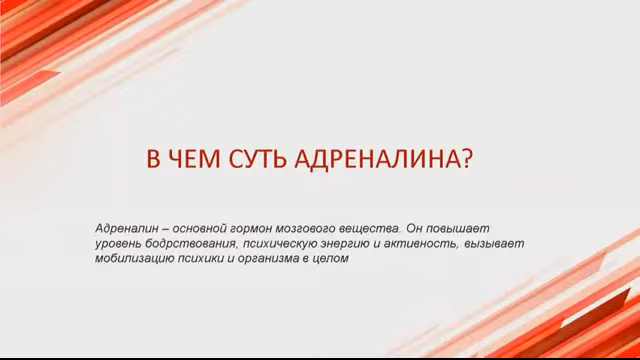 В ЧЕМ СУТЬ АДРЕНАЛИНА?
Адреналин – основной гормон мозгового вещества. Он повышает
уровень бодрствования, психическую энергию и активность, вызывает
мобилизацию психики и организма в целом